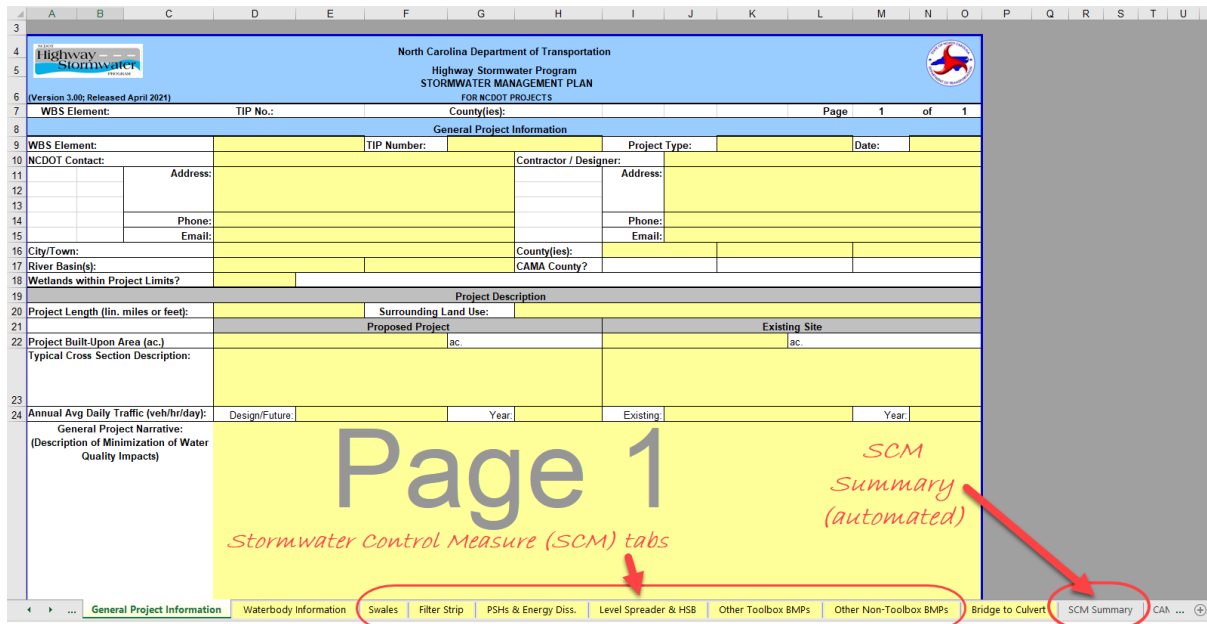 A B C D E F G H I J K L M N O P Q R S T U
3
4 NCDOT North Carolina Department of Transportation
Highway
Stormwater
PROGRAM
5 Highway Stormwater Program
STORMWATER MANAGEMENT PLAN
6 (Version 3.00; Released April 2021) FOR NCDOT PROJECTS
7 WBS Element: TIP No.: County(ies): Page 1 of 1
8 General Project Information
9 WBS Element: TIP Number: Project Type: Date:
10 NCDOT Contact: Contractor / Designer:
11 Address: Address:
12
13
14 Phone: Phone:
15 Email: Email:
16 City/Town: County(ies):
17 River Basin(s): CAMA County?
18 Wetlands within Project Limits?
19 Project Description
20 Project Length (lin. miles or feet): Surrounding Land Use:
21 Proposed Project Existing Site
22 Project Built-Upon Area (ac.) ac. ac.
Typical Cross Section Description:
23
24 Annual Avg Daily Traffic (veh/hr/day): Design/Future: Year: Existing: Year:
General Project Narrative:
(Description of Minimization of Water
Quality Impacts)
Page 1
SCM
Summary
(automated)
Stormwater Control Measure (SCM) tabs
... General Project Information Waterbody Information Swales Filter Strip PSHs & Energy Diss. Level Spreader & HSB Other Toolbox BMPs Other Non-Toolbox BMPs Bridge to Culvert SCM Summary CAN ...